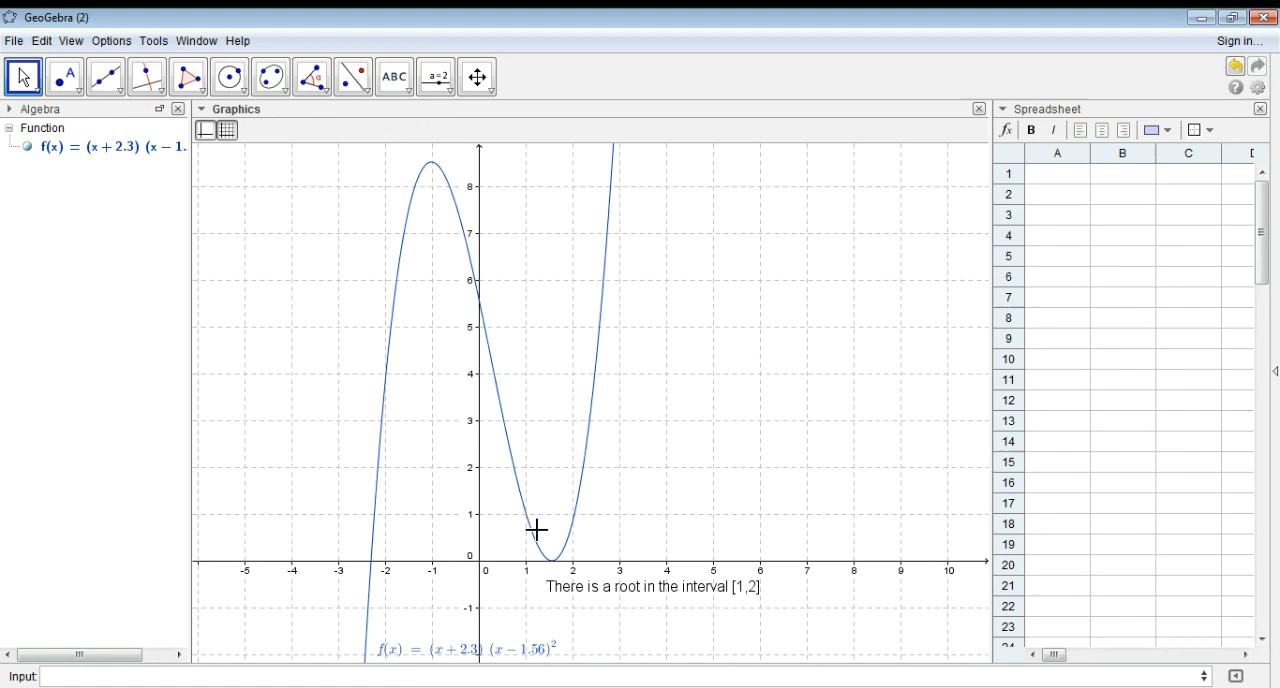 GeoGebra (2)
File Edit View Options Tools Window Help
Sign in...
A
α
ABC
a=2
Algebra
Graphics
Spreadsheet
Function
f(x) = (x + 2.3) (x − 1.
fx B I
A B C
1
2
3
4
5
6
7
8
9
10
11
12
13
14
15
16
17
18
19
20
21
22
23
8
7
6
5
4
3
2
1
0
-1
-5 -4 -3 -2 -1 0 1 2 3 4 5 6 7 8 9 10
There is a root in the interval [1,2]
f(x) = (x + 2.3) (x − 1.56)²
Input: